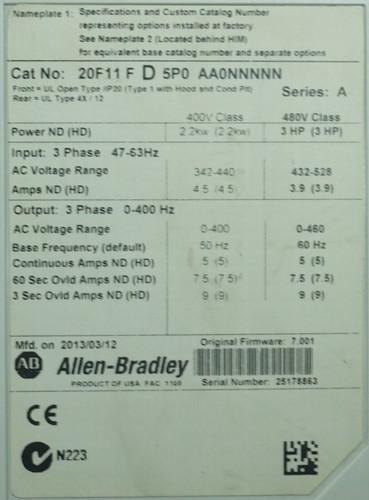 Nameplate 1: Specifications and Custom Catalog Number
representing options installed at factory
See Nameplate 2 (Located behind HIM)
for equivalent base catalog number and separate options
Cat No: 20F11 F D 5P0 AA0NNNNN
Front = UL Open Type /IP20 (Type 1 with Hood and Cond Plt)
Rear = UL Type 4X / 12
Series: A
400V Class 480V Class
Power ND (HD) 2.2kw (2.2kw) 3 HP (3 HP)
Input: 3 Phase 47-63Hz
AC Voltage Range 342-440 432-528
Amps ND (HD) 4.5 (4.5) 3.9 (3.9)
Output: 3 Phase 0-400 Hz
AC Voltage Range 0-400 0-460
Base Frequency (default) 50 Hz 60 Hz
Continuous Amps ND (HD) 5 (5) 5 (5)
60 Sec Ovld Amps ND (HD) 7.5 (7.5) 7.5 (7.5)
3 Sec Ovld Amps ND (HD) 9 (9) 9 (9)
Mfd. on 2013/03/12 Original Firmware: 7.001
AB Allen-Bradley
PRODUCT OF USA FAC 1100 Serial Number: 25178863
CE
N223